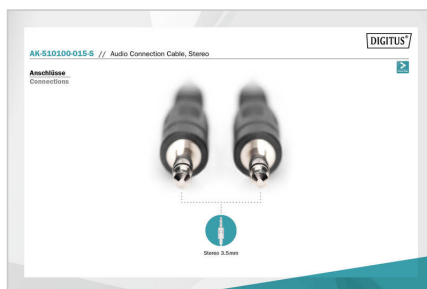 DIGITUS®
AK-510100-015-S // Audio Connection Cable, Stereo
Anschlüsse
Connections
Stereo 3.5mm